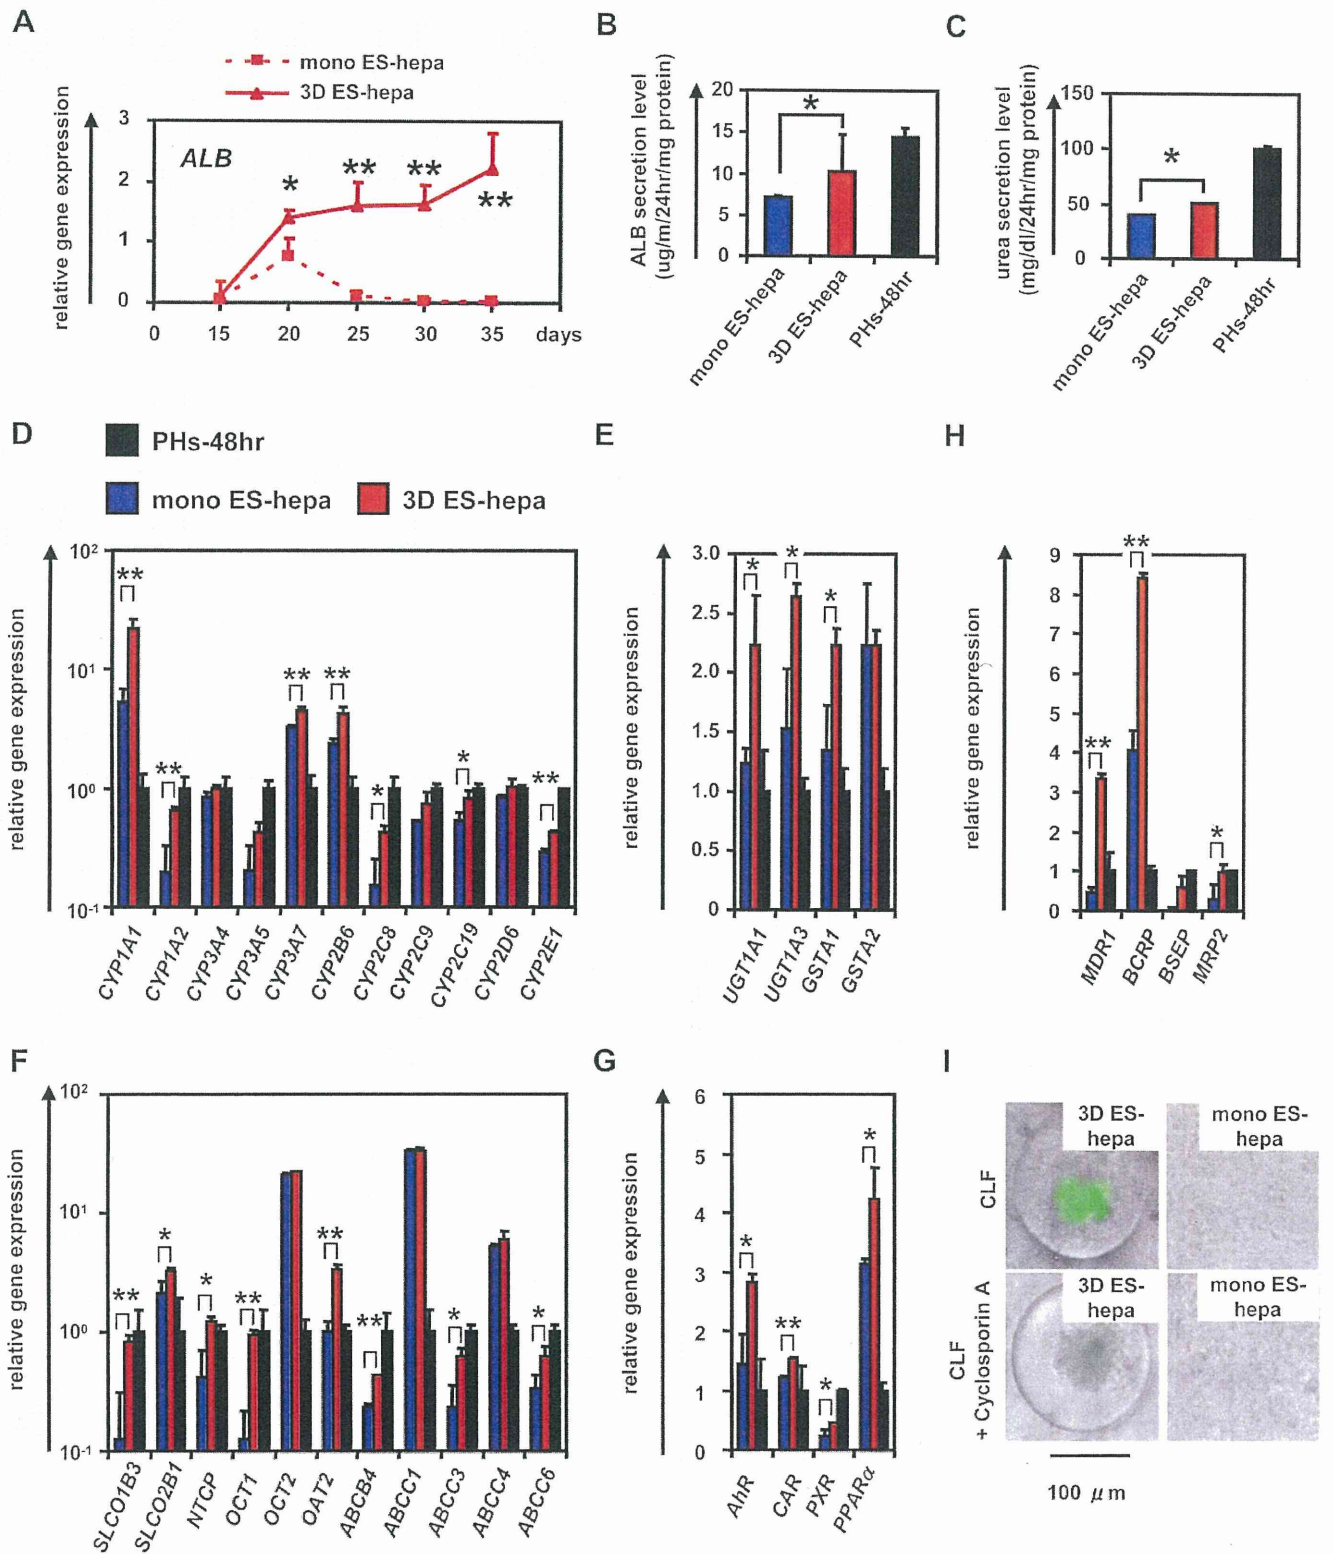 A
mono ES-hepa
3D ES-hepa
relative gene expression
3
2
1
0
ALB
*
**
**
**
0 15 20 25 30 35 days
B
ALB secretion level
(ug/m/24hr/mg protein)
20
15
10
5
0
*
mono ES-hepa
3D ES-hepa
PHs-48hr
C
urea secretion level
(mg/dl/24hr/mg protein)
150
100
50
0
*
mono ES-hepa
3D ES-hepa
PHs-48hr
D
PHs-48hr
mono ES-hepa
3D ES-hepa
relative gene expression
10²
10¹
10⁰
10⁻¹
**
**
**
**
*
*
**
CYP1A1
CYP1A2
CYP3A4
CYP3A5
CYP3A7
CYP2B6
CYP2C8
CYP2C9
CYP2C19
CYP2D6
CYP2E1
E
relative gene expression
3.0
2.5
2.0
1.5
1.0
0.5
0
*
*
*
UGT1A1
UGT1A3
GSTA1
GSTA2
H
relative gene expression
9
8
7
6
5
4
3
2
1
0
**
**
*
MDR1
BCRP
BSEP
MRP2
F
relative gene expression
10²
10¹
10⁰
10⁻¹
**
*
*
**
**
**
*
*
SLCO1B3
SLCO2B1
NTCP
OCT1
OCT2
OAT2
ABCB4
ABCC1
ABCC3
ABCC4
ABCC6
G
relative gene expression
6
5
4
3
2
1
0
*
**
*
*
AhR
CAR
PXR
PPARα
I
CLF
3D ES-
hepa
mono ES-
hepa
CLF
+ Cyclosporin A
3D ES-
hepa
mono ES-
hepa
100 μm